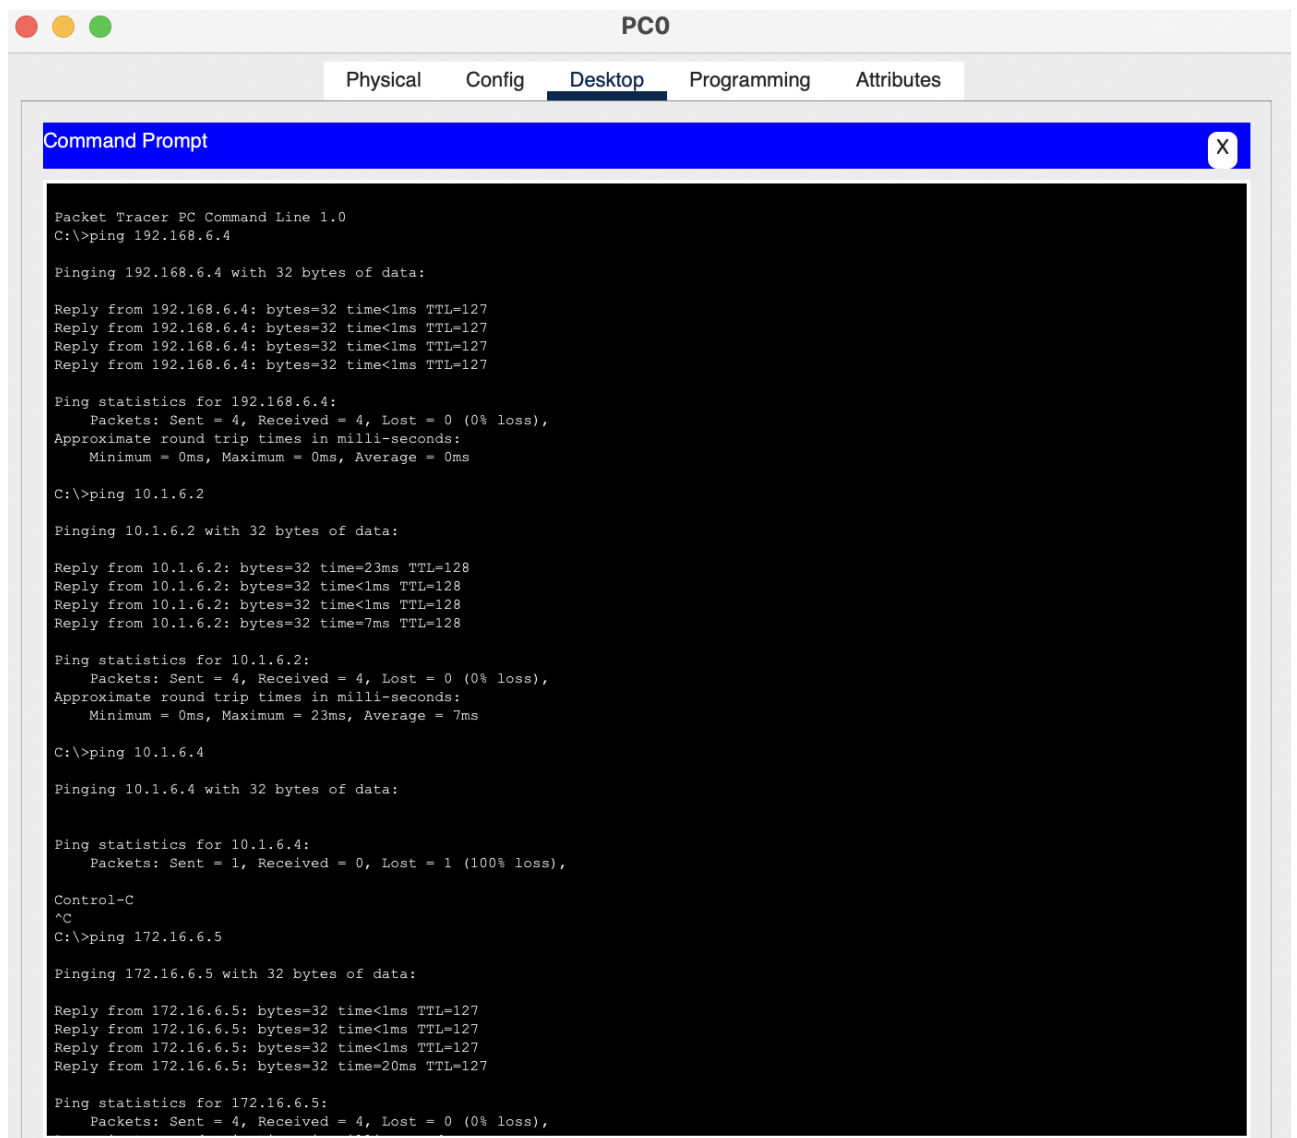 PC0
Physical Config Desktop Programming Attributes
Command Prompt
X
Packet Tracer PC Command Line 1.0
C:\>ping 192.168.6.4
Pinging 192.168.6.4 with 32 bytes of data:
Reply from 192.168.6.4: bytes=32 time<1ms TTL=127
Reply from 192.168.6.4: bytes=32 time<1ms TTL=127
Reply from 192.168.6.4: bytes=32 time<1ms TTL=127
Reply from 192.168.6.4: bytes=32 time<1ms TTL=127
Ping statistics for 192.168.6.4:
Packets: Sent = 4, Received = 4, Lost = 0 (0% loss),
Approximate round trip times in milli-seconds:
Minimum = 0ms, Maximum = 0ms, Average = 0ms
C:\>ping 10.1.6.2
Pinging 10.1.6.2 with 32 bytes of data:
Reply from 10.1.6.2: bytes=32 time=23ms TTL=128
Reply from 10.1.6.2: bytes=32 time<1ms TTL=128
Reply from 10.1.6.2: bytes=32 time<1ms TTL=128
Reply from 10.1.6.2: bytes=32 time=7ms TTL=128
Ping statistics for 10.1.6.2:
Packets: Sent = 4, Received = 4, Lost = 0 (0% loss),
Approximate round trip times in milli-seconds:
Minimum = 0ms, Maximum = 23ms, Average = 7ms
C:\>ping 10.1.6.4
Pinging 10.1.6.4 with 32 bytes of data:
Ping statistics for 10.1.6.4:
Packets: Sent = 1, Received = 0, Lost = 1 (100% loss),
Control-C
^C
C:\>ping 172.16.6.5
Pinging 172.16.6.5 with 32 bytes of data:
Reply from 172.16.6.5: bytes=32 time<1ms TTL=127
Reply from 172.16.6.5: bytes=32 time<1ms TTL=127
Reply from 172.16.6.5: bytes=32 time<1ms TTL=127
Reply from 172.16.6.5: bytes=32 time=20ms TTL=127
Ping statistics for 172.16.6.5:
Packets: Sent = 4, Received = 4, Lost = 0 (0% loss),